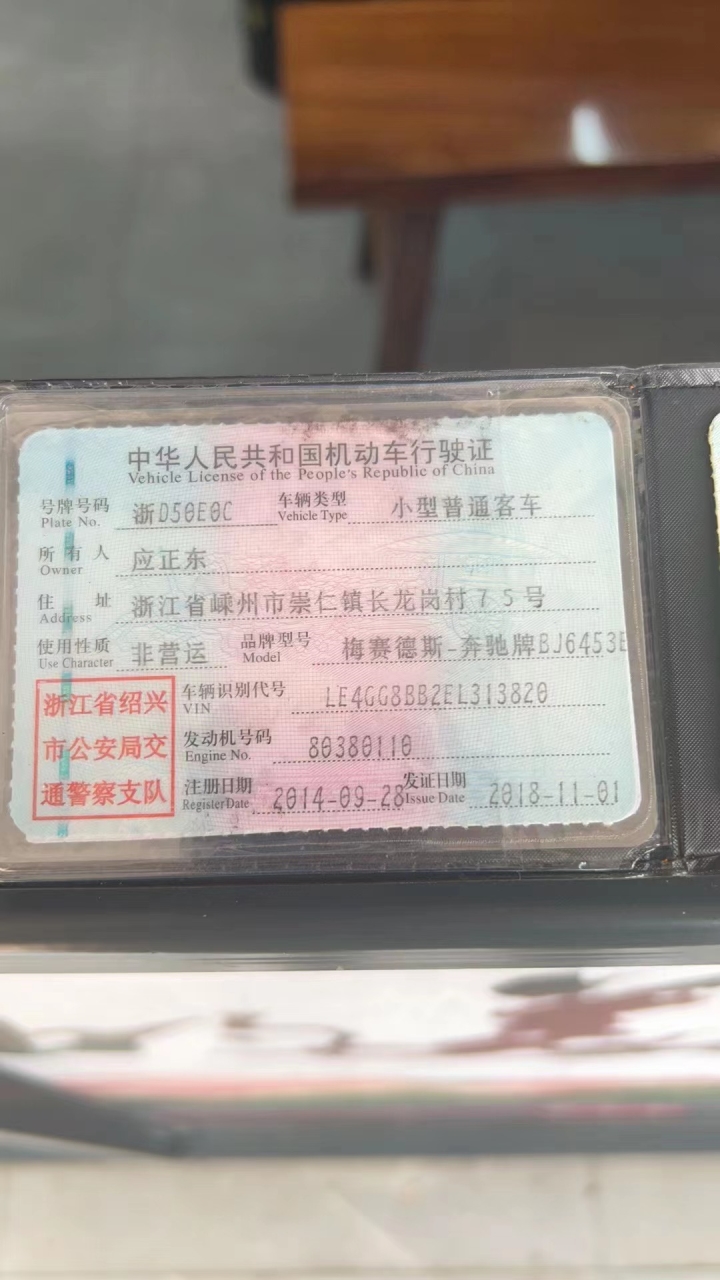 中华人民共和国机动车行驶证
Vehicle License of the People's Republic of China
号牌号码 浙D50E0C 车辆类型 小型普通客车
Plate No. Vehicle Type
所有人 应正东
Owner
住址 浙江省嵊州市崇仁镇长龙岗村75号
Address
使用性质 非营运 品牌型号 梅赛德斯-奔驰牌BJ6453E
Use Character Model
浙江省绍兴
市公安局交
通警察支队
车辆识别代号 LE4GG8BB2EL313820
VIN
发动机号码 80380110
Engine No.
注册日期 2014-09-28 发证日期 2018-11-01
Register Date Issue Date